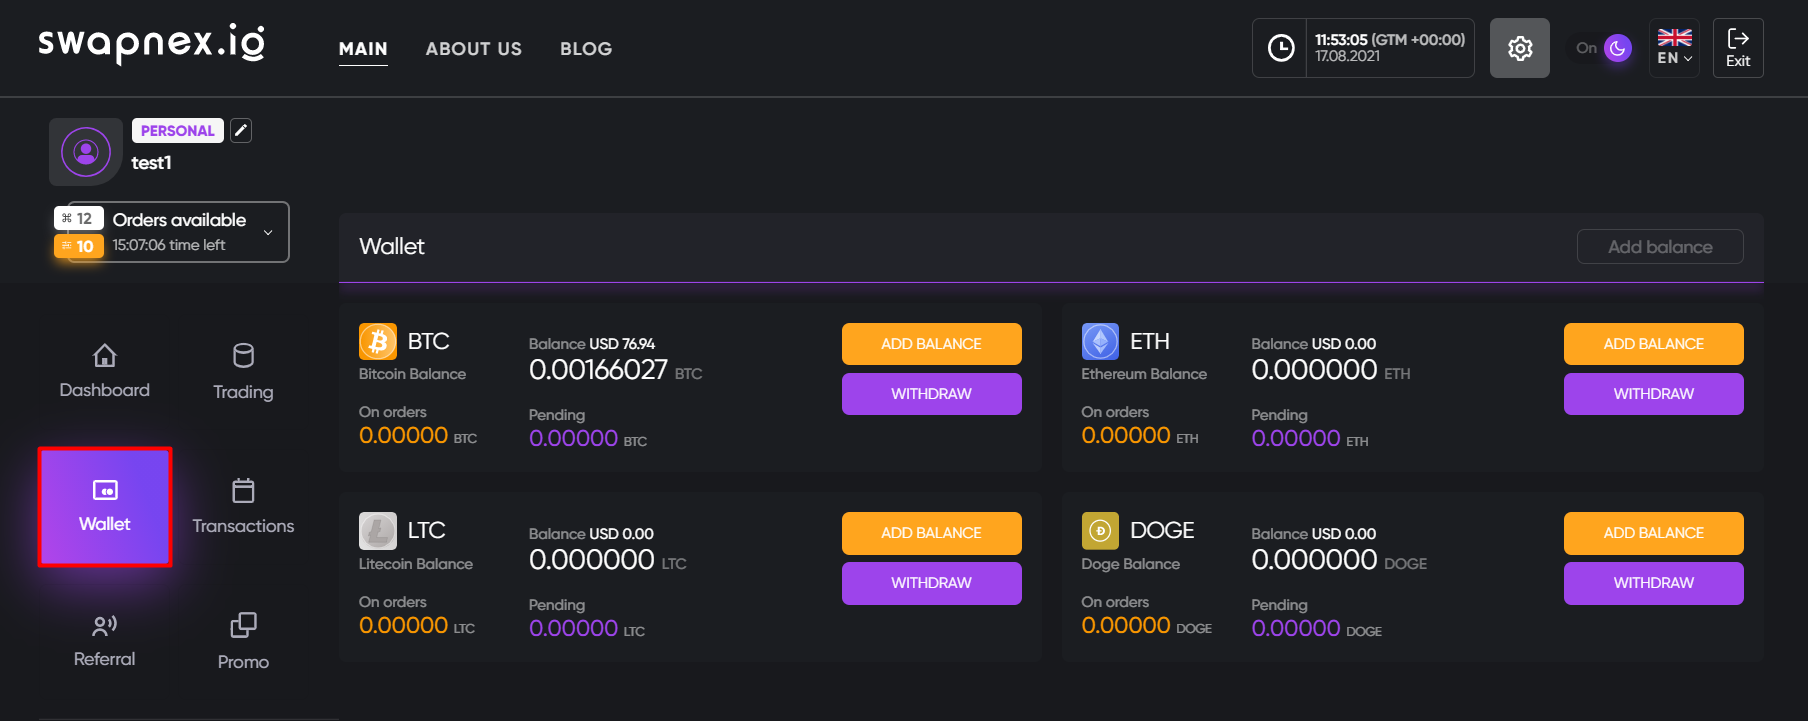 swapnex.ig
MAIN
ABOUT US
BLOG
11:53:05 (GTM +00:00)
17.08.2021
On
EN
Exit
PERSONAL
test1
12
10
Orders available
15:07:06 time left
Dashboard
Trading
Wallet
Transactions
Referral
Promo
Wallet
Add balance
BTC
Bitcoin Balance
Balance USD 76.94
0.00166027 BTC
On orders
0.00000 BTC
Pending
0.00000 BTC
ADD BALANCE
WITHDRAW
ETH
Ethereum Balance
Balance USD 0.00
0.000000 ETH
On orders
0.00000 ETH
Pending
0.00000 ETH
ADD BALANCE
WITHDRAW
LTC
Litecoin Balance
Balance USD 0.00
0.000000 LTC
On orders
0.00000 LTC
Pending
0.00000 LTC
ADD BALANCE
WITHDRAW
DOGE
Doge Balance
Balance USD 0.00
0.000000 DOGE
On orders
0.00000 DOGE
Pending
0.00000 DOGE
ADD BALANCE
WITHDRAW